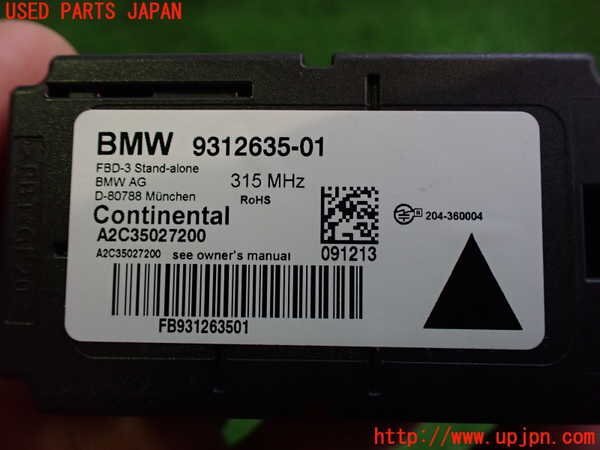 USED PARTS JAPAN
BMW 9312635-01
FBD-3 Stand-alone
BMW AG
D-80788 München
315 MHz
RoHS
Continental
A2C35027200
A2C35027200 see owner's manual
091213
R 204-360004
FB931263501
http://www.upjpn.com/